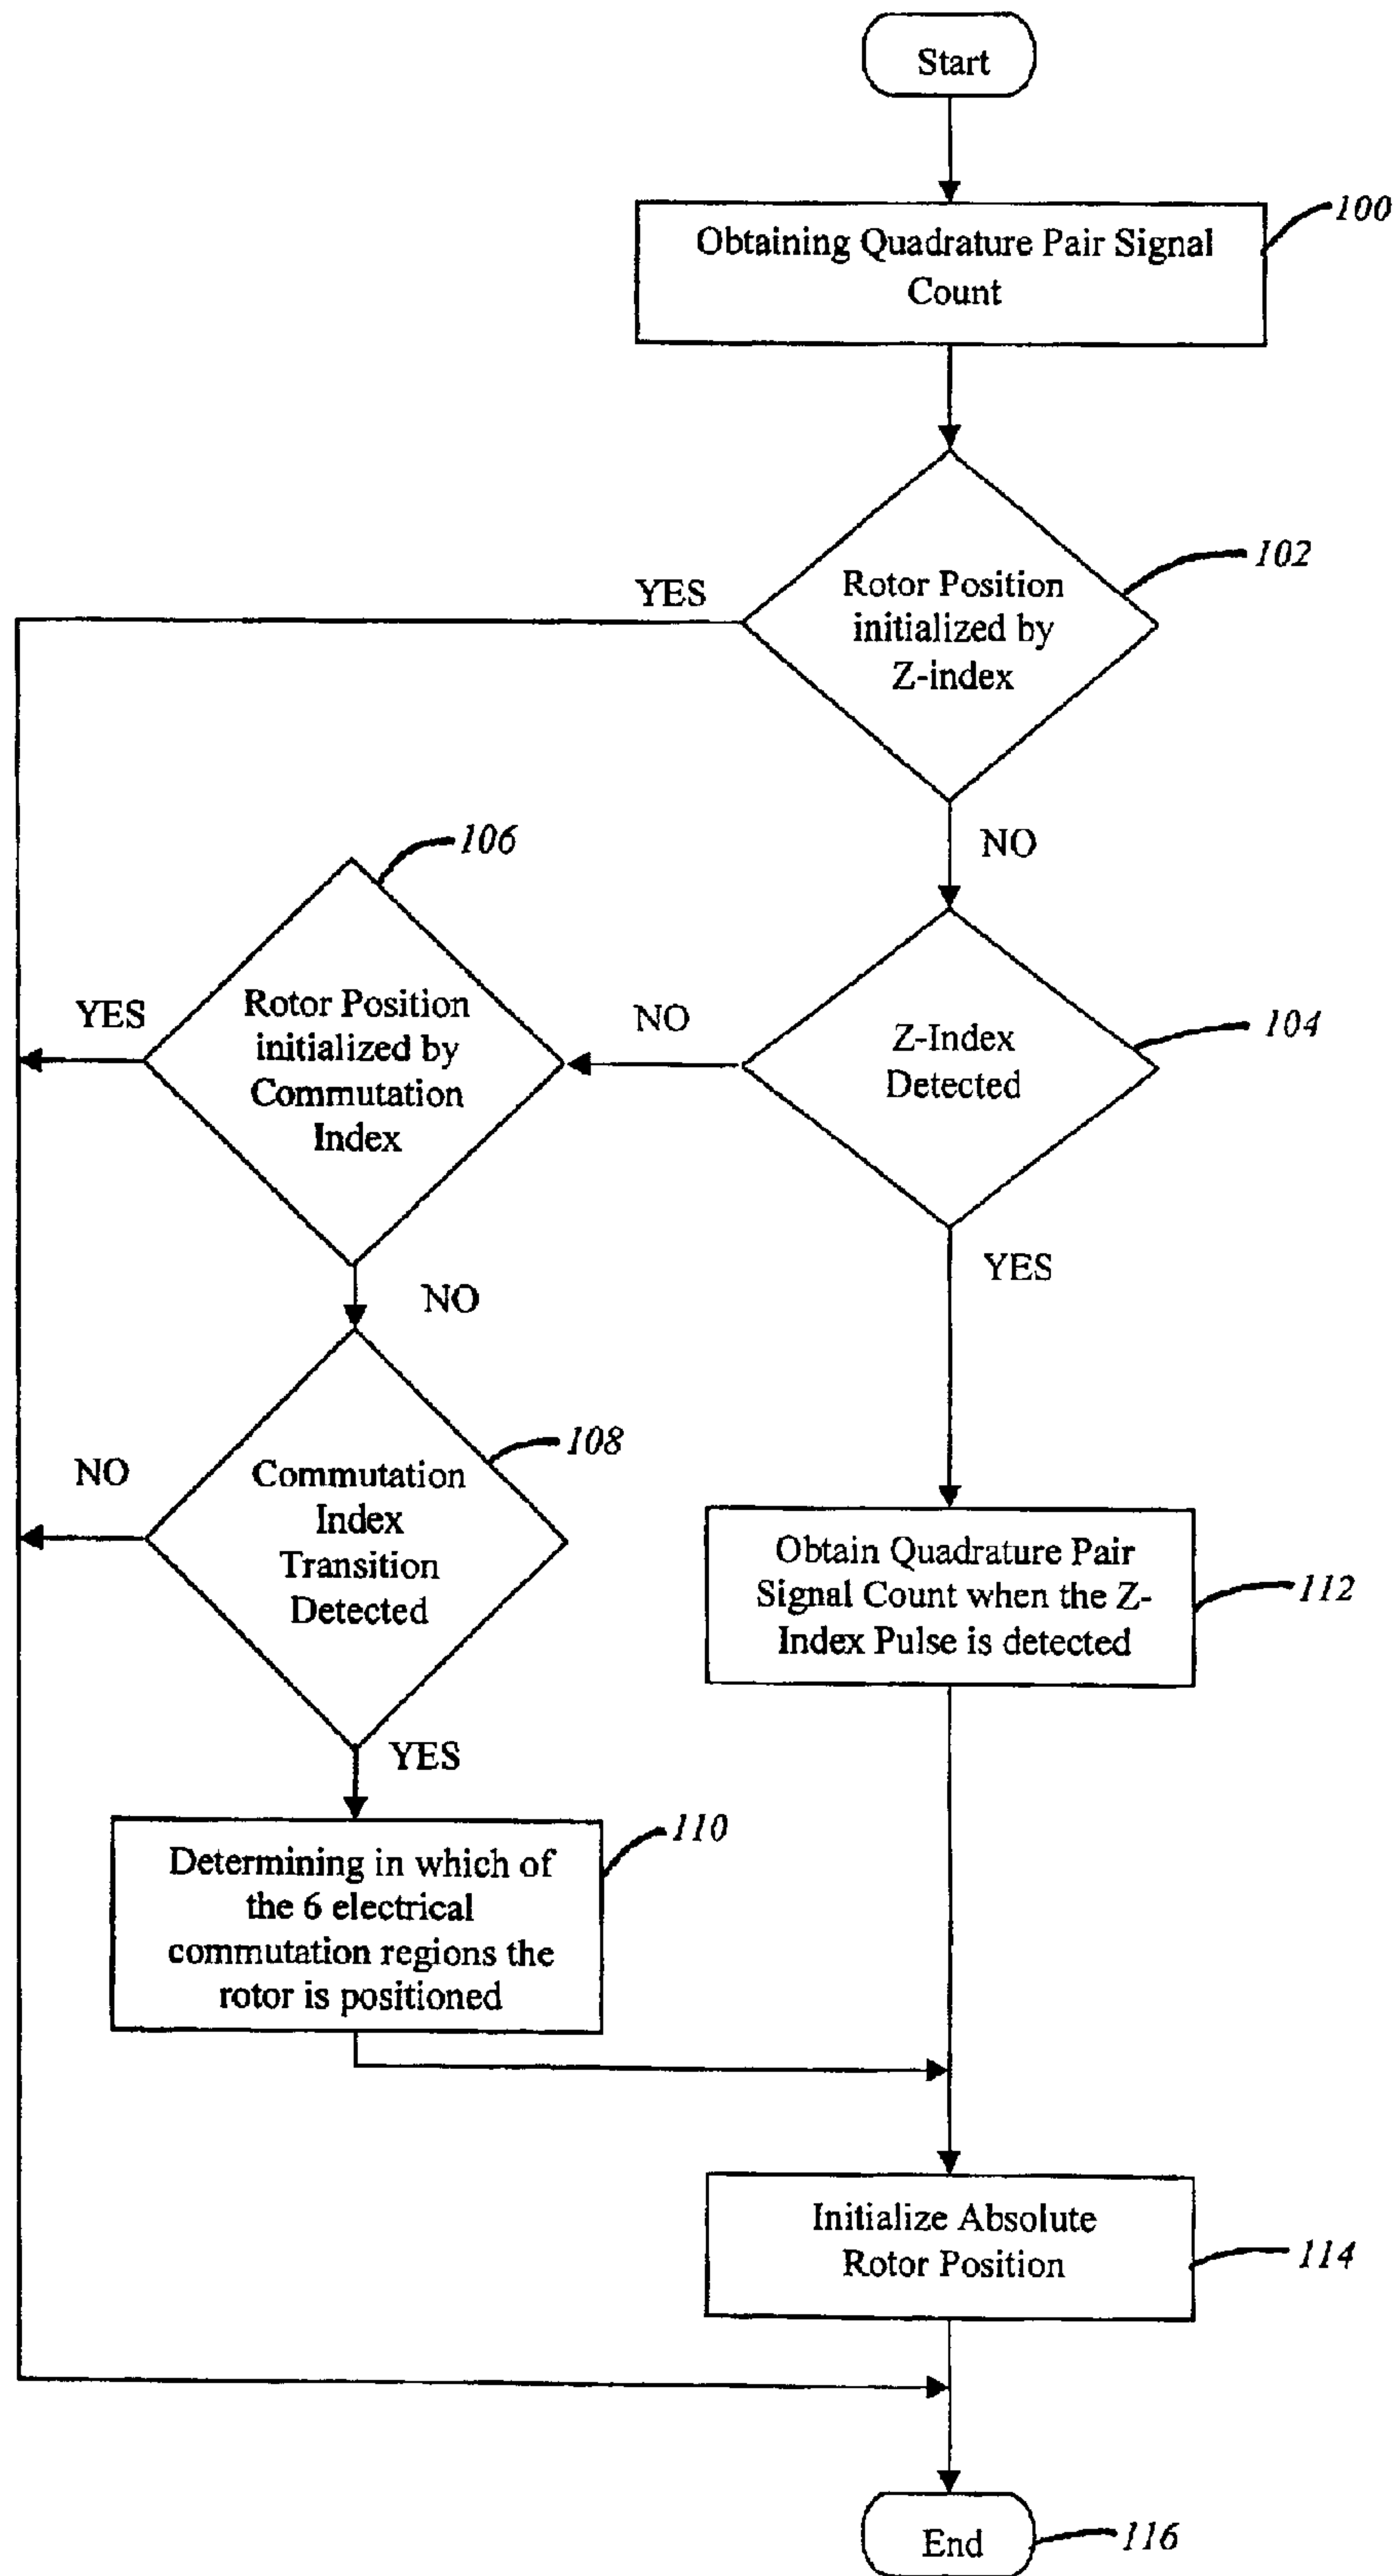 Start
100
Obtaining Quadrature Pair Signal
Count
102
YES
Rotor Position
initialized by
Z-index
NO
106
104
YES
Rotor Position
initialized by
Commutation
Index
NO
Z-Index
Detected
NO
YES
108
NO
Commutation
Index
Transition
Detected
Obtain Quadrature Pair
Signal Count when the Z-
Index Pulse is detected
112
YES
110
Determining in which of
the 6 electrical
commutation regions the
rotor is positioned
Initialize Absolute
Rotor Position
114
End
116